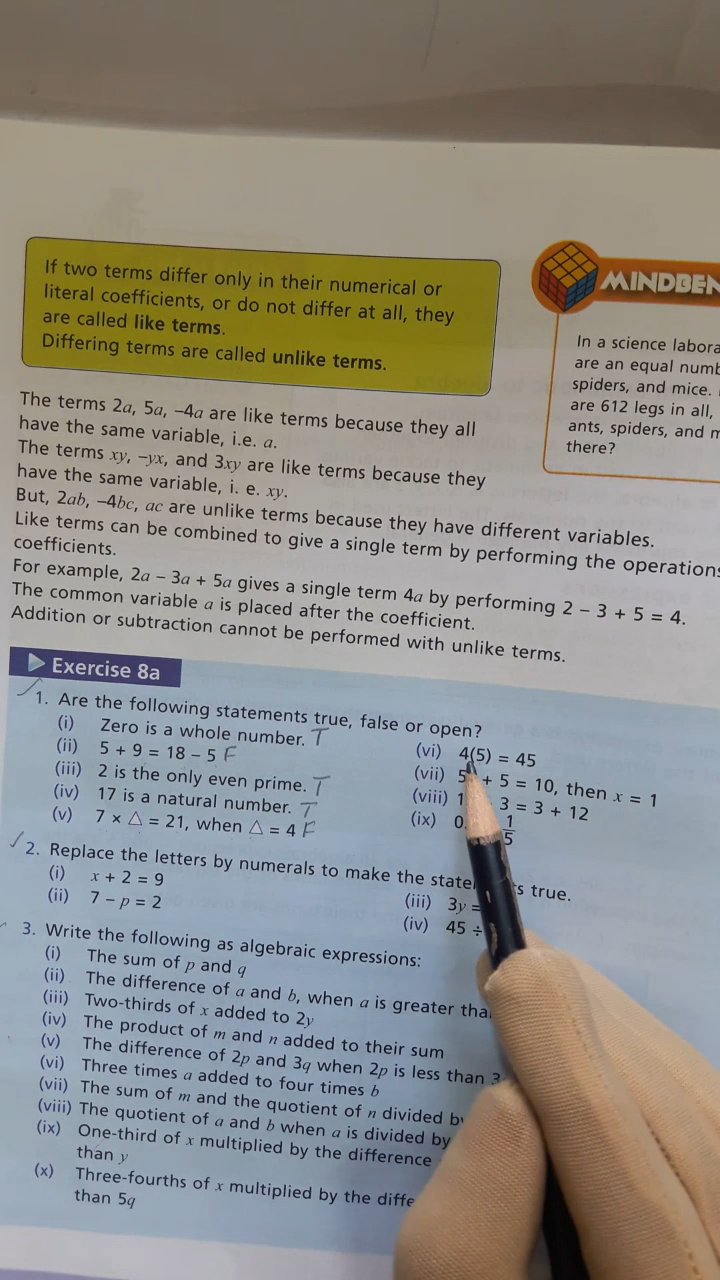 If two terms differ only in their numerical or
literal coefficients, or do not differ at all, they
are called like terms.
Differing terms are called unlike terms.
MINDBEN
In a science labora
are an equal numb
spiders, and mice.
are 612 legs in all,
ants, spiders, and m
there?
The terms 2a, 5a, –4a are like terms because they all
have the same variable, i.e. a.
The terms xy, –yx, and 3xy are like terms because they
have the same variable, i. e. xy.
But, 2ab, –4bc, ac are unlike terms because they have different variables.
Like terms can be combined to give a single term by performing the operations
coefficients.
For example, 2a – 3a + 5a gives a single term 4a by performing 2 – 3 + 5 = 4.
The common variable a is placed after the coefficient.
Addition or subtraction cannot be performed with unlike terms.
Exercise 8a
1. Are the following statements true, false or open?
(i) Zero is a whole number. T
(ii) 5 + 9 = 18 – 5 F
(iii) 2 is the only even prime. T
(iv) 17 is a natural number. T
(v) 7 × △ = 21, when △ = 4 F
(vi) 4(5) = 45
(vii) 5 + 5 = 10, then x = 1
(viii) 1 3 = 3 + 12
(ix) 0. 1/5
2. Replace the letters by numerals to make the state s true.
(i) x + 2 = 9
(ii) 7 – p = 2
(iii) 3y =
(iv) 45 ÷
3. Write the following as algebraic expressions:
(i) The sum of p and q
(ii) The difference of a and b, when a is greater tha
(iii) Two-thirds of x added to 2y
(iv) The product of m and n added to their sum
(v) The difference of 2p and 3q when 2p is less than 3
(vi) Three times a added to four times b
(vii) The sum of m and the quotient of n divided by
(viii) The quotient of a and b when a is divided by
(ix) One-third of x multiplied by the difference
than y
(x) Three-fourths of x multiplied by the diffe
than 5q